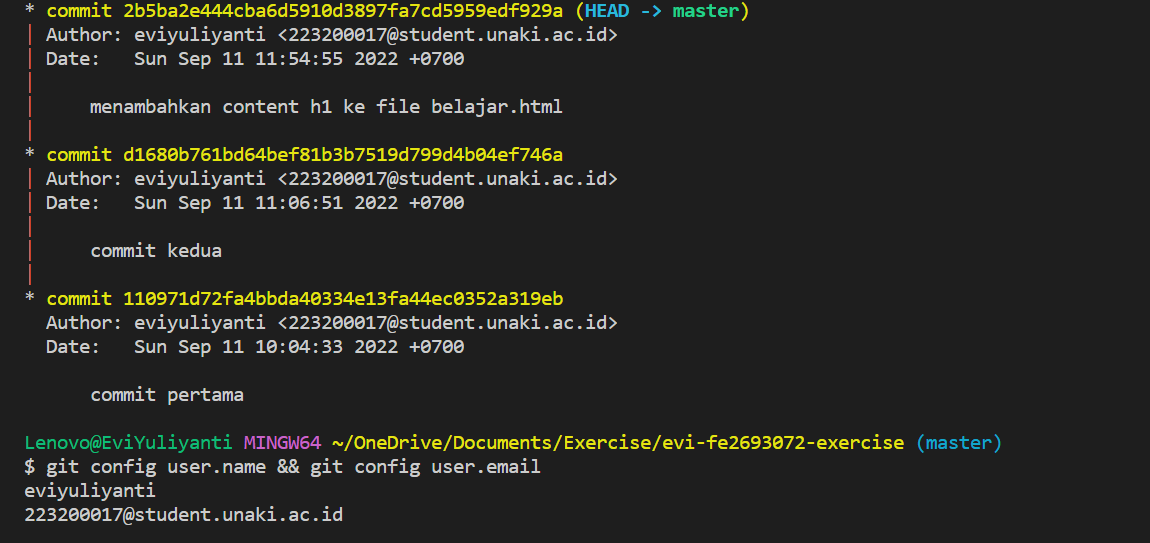 * commit 2b5ba2e444cba6d5910d3897fa7cd5959edf929a (HEAD -> master)
| Author: eviyuliyanti <223200017@student.unaki.ac.id>
| Date:   Sun Sep 11 11:54:55 2022 +0700
|
|     menambahkan content h1 ke file belajar.html
|
* commit d1680b761bd64bef81b3b7519d799d4b04ef746a
| Author: eviyuliyanti <223200017@student.unaki.ac.id>
| Date:   Sun Sep 11 11:06:51 2022 +0700
|
|     commit kedua
|
* commit 110971d72fa4bbda40334e13fa44ec0352a319eb
  Author: eviyuliyanti <223200017@student.unaki.ac.id>
  Date:   Sun Sep 11 10:04:33 2022 +0700

      commit pertama

Lenovo@EviYuliyanti MINGW64 ~/OneDrive/Documents/Exercise/evi-fe2693072-exercise (master)
$ git config user.name && git config user.email
eviyuliyanti
223200017@student.unaki.ac.id